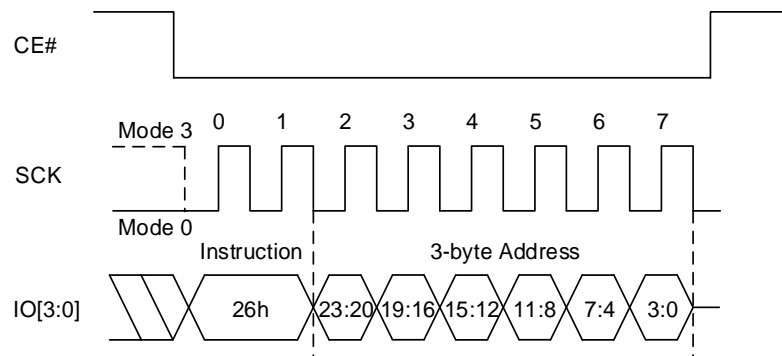 CE#
Mode 3 0 1 2 3 4 5 6 7
SCK
Mode 0
Instruction 3-byte Address
IO[3:0] 26h 23:20 19:16 15:12 11:8 7:4 3:0